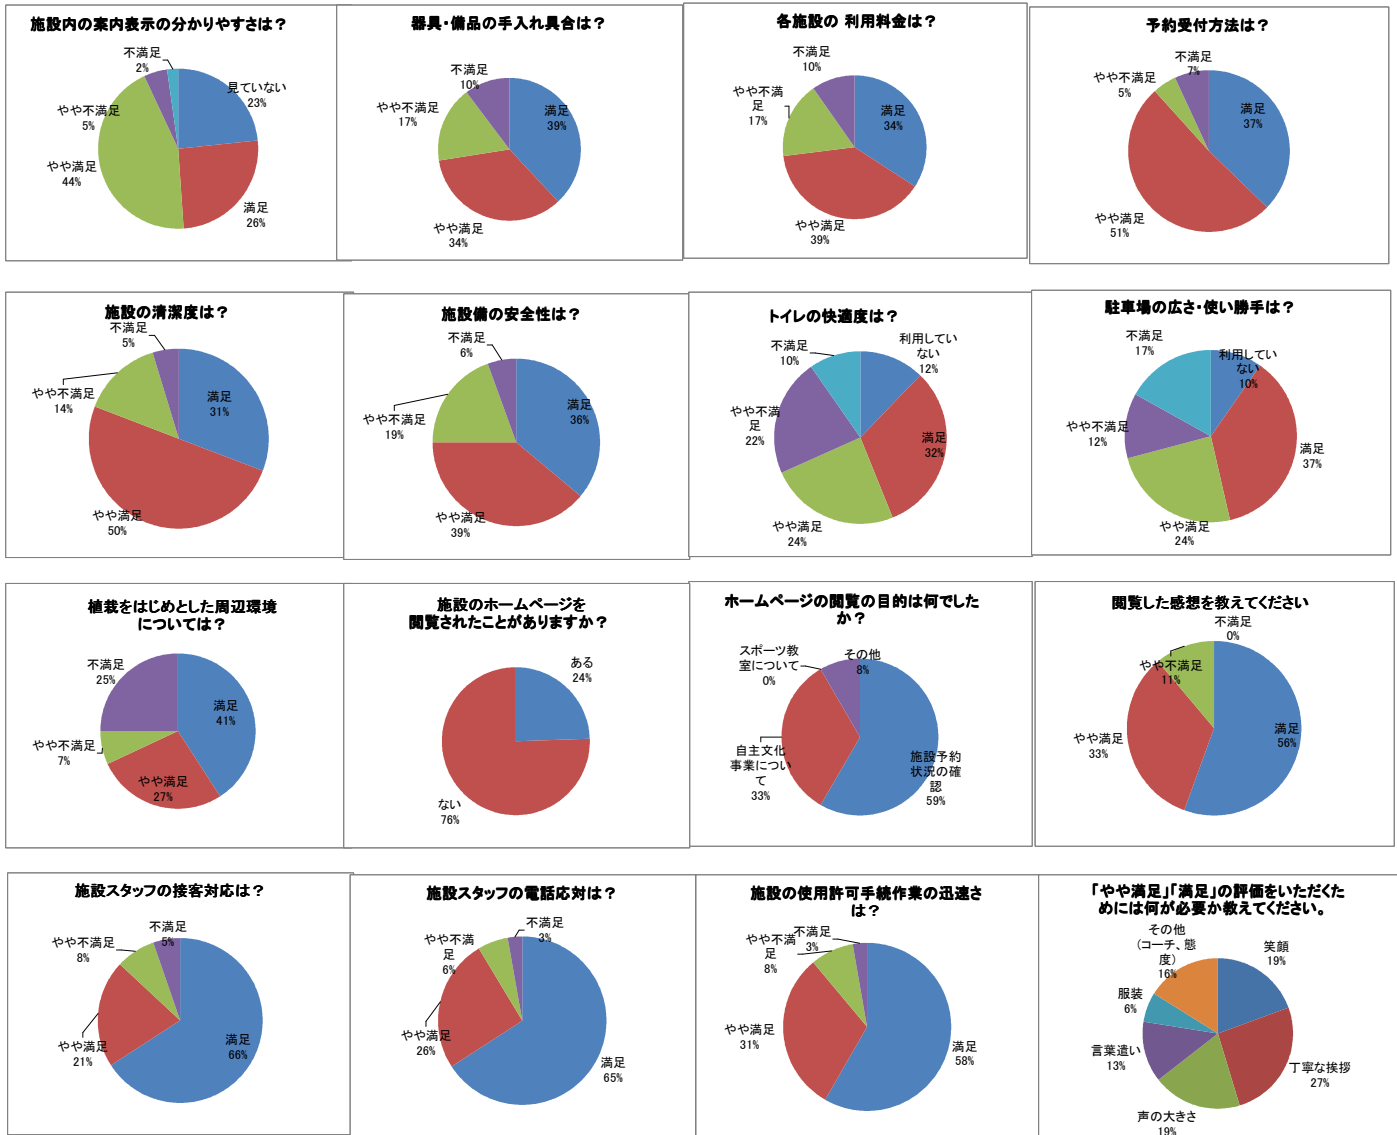 施設内の案内表示の分かりやすさは？
不満足
2%
見ていない
23%
やや不満足
5%
やや満足
44%
満足
26%
器具・備品の手入れ具合は？
不満足
10%
満足
39%
やや不満足
17%
やや満足
34%
各施設の 利用料金は？
不満足
10%
やや不満
足
17%
満足
34%
やや満足
39%
予約受付方法は？
不満足
7%
やや不満足
5%
満足
37%
やや満足
51%
施設の清潔度は？
不満足
5%
やや不満足
14%
満足
31%
やや満足
50%
施設備の安全性は？
不満足
6%
やや不満足
19%
満足
36%
やや満足
39%
トイレの快適度は？
不満足
10%
利用してい
ない
12%
やや不満
足
22%
満足
32%
やや満足
24%
駐車場の広さ・使い勝手は？
不満足
17%
利用してい
ない
10%
やや不満足
12%
満足
37%
やや満足
24%
植栽をはじめとした周辺環境
については？
不満足
25%
満足
41%
やや不満足
7%
やや満足
27%
施設のホームページを
閲覧されたことがありますか？
ある
24%
ない
76%
ホームページの閲覧の目的は何でした
か？
スポーツ教
室について
0%
その他
8%
自主文化
事業につい
て
33%
施設予約
状況の確
認
59%
閲覧した感想を教えてください
不満足
0%
やや不満足
11%
やや満足
33%
満足
56%
施設スタッフの接客対応は？
不満足
5%
やや不満足
8%
やや満足
21%
満足
66%
施設スタッフの電話応対は？
不満足
3%
やや不満
足
6%
やや満足
26%
満足
65%
施設の使用許可手続作業の迅速さ
は？
不満足
3%
やや不満
足
8%
やや満足
31%
満足
58%
「やや満足」「満足」の評価をいただくた
めには何が必要か教えてください。
その他
（コーチ、態
度）
16%
笑顔
19%
服装
6%
言葉遣い
13%
丁寧な挨拶
27%
声の大きさ
19%